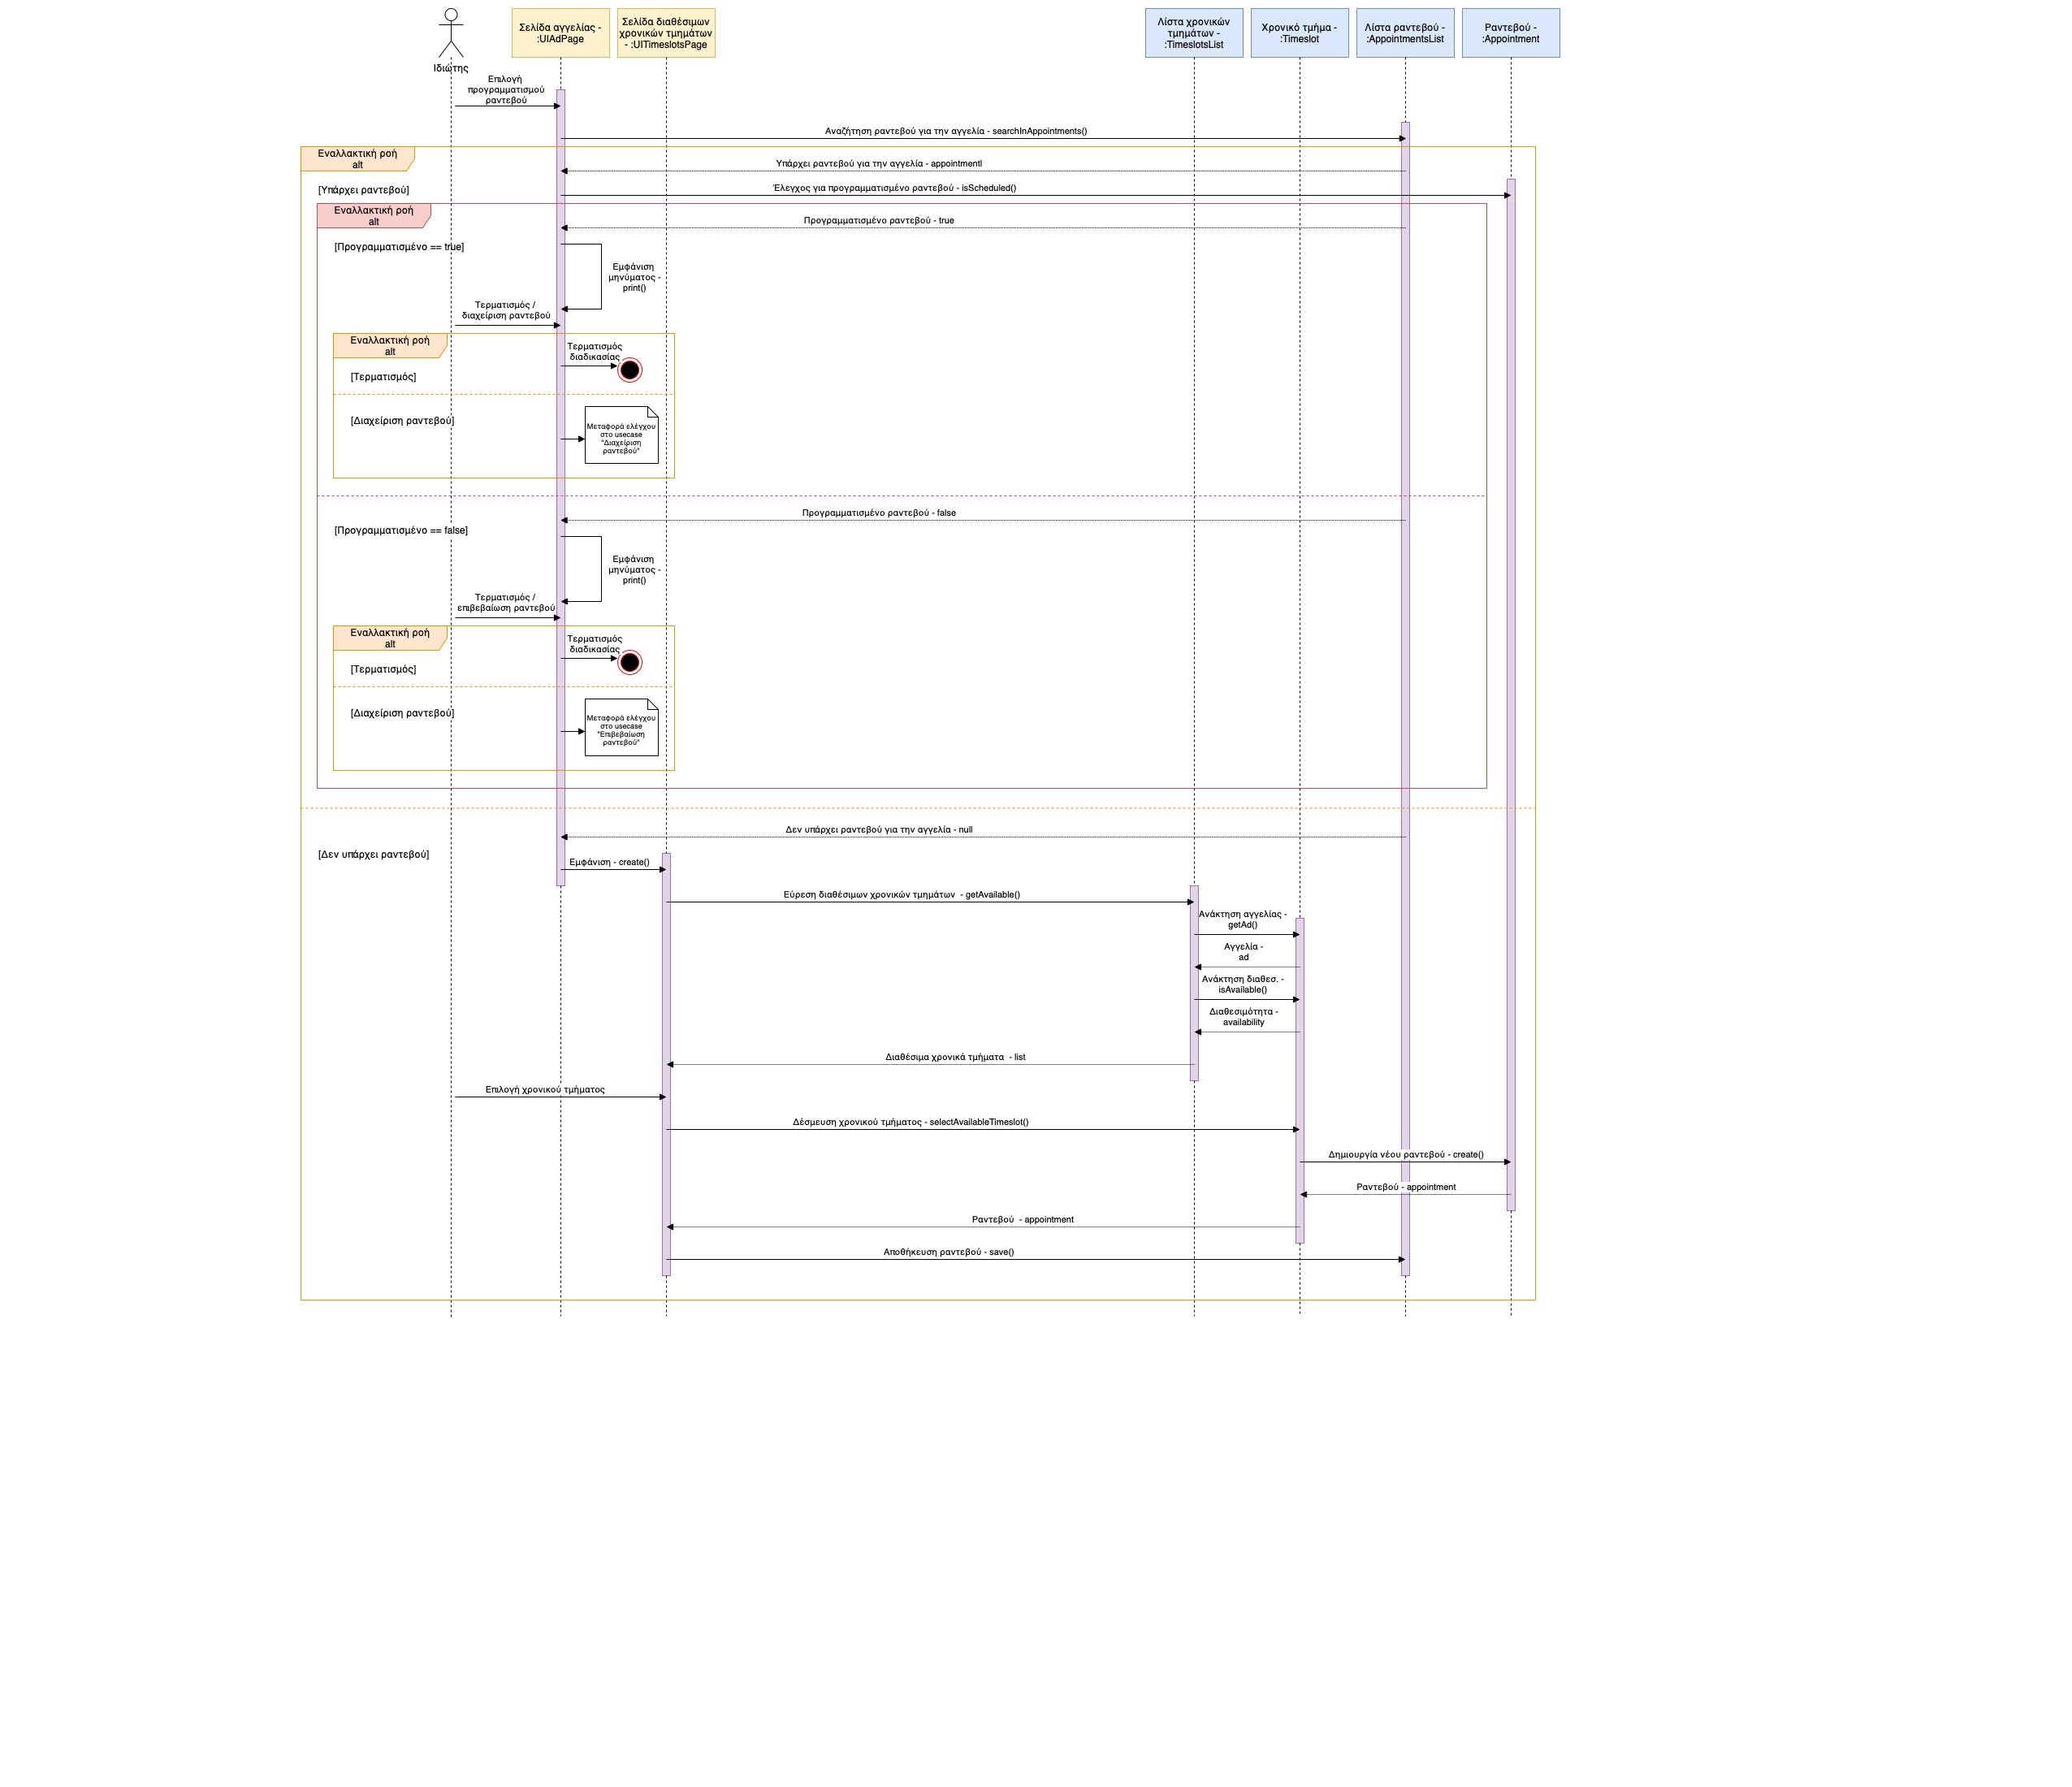 Ιδιώτης
Σελίδα αγγελίας -
:UIAdPage
Σελίδα διαθέσιμων
χρονικών τμημάτων
- :UITimeslotsPage
Λίστα χρονικών
τμημάτων -
:TimeslotsList
Χρονικό τμήμα -
:Timeslot
Λίστα ραντεβού -
:AppointmentsList
Ραντεβού -
:Appointment
Επιλογή
προγραμματισμού
ραντεβού
Αναζήτηση ραντεβού για την αγγελία - searchInAppointments()
Εναλλακτική ροή
alt
Υπάρχει ραντεβού για την αγγελία - appointmentl
[Υπάρχει ραντεβού]
Έλεγχος για προγραμματισμένο ραντεβού - isScheduled()
Εναλλακτική ροή
alt
Προγραμματισμένο ραντεβού - true
[Προγραμματισμένο == true]
Εμφάνιση
μηνύματος -
print()
Τερματισμός /
διαχείριση ραντεβού
Εναλλακτική ροή
alt
Τερματισμός
διαδικασίας
[Τερματισμός]
[Διαχείριση ραντεβού]
Μεταφορά ελέγχου
στο usecase
"Διαχείριση
ραντεβού"
Προγραμματισμένο ραντεβού - false
[Προγραμματισμένο == false]
Εμφάνιση
μηνύματος -
print()
Τερματισμός /
επιβεβαίωση ραντεβού
Εναλλακτική ροή
alt
Τερματισμός
διαδικασίας
[Τερματισμός]
[Διαχείριση ραντεβού]
Μεταφορά ελέγχου
στο usecase
"Επιβεβαίωση
ραντεβού"
Δεν υπάρχει ραντεβού για την αγγελία - null
[Δεν υπάρχει ραντεβού]
Εμφάνιση - create()
Εύρεση διαθέσιμων χρονικών τμημάτων  - getAvailable()
Ανάκτηση αγγελίας -
getAd()
Αγγελία -
ad
Ανάκτηση διαθεσ. -
isAvailable()
Διαθεσιμότητα -
availability
Διαθέσιμα χρονικά τμήματα  - list
Επιλογή χρονικού τμήματος
Δέσμευση χρονικού τμήματος - selectAvailableTimeslot()
Δημιουργία νέου ραντεβού - create()
Ραντεβού - appointment
Ραντεβού  - appointment
Αποθήκευση ραντεβού - save()